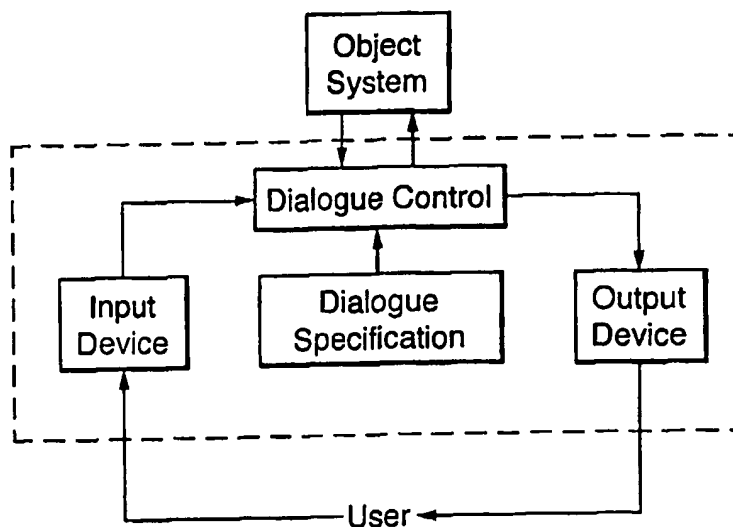 Object
System
Dialogue Control
Input
Device
Dialogue
Specification
Output
Device
User